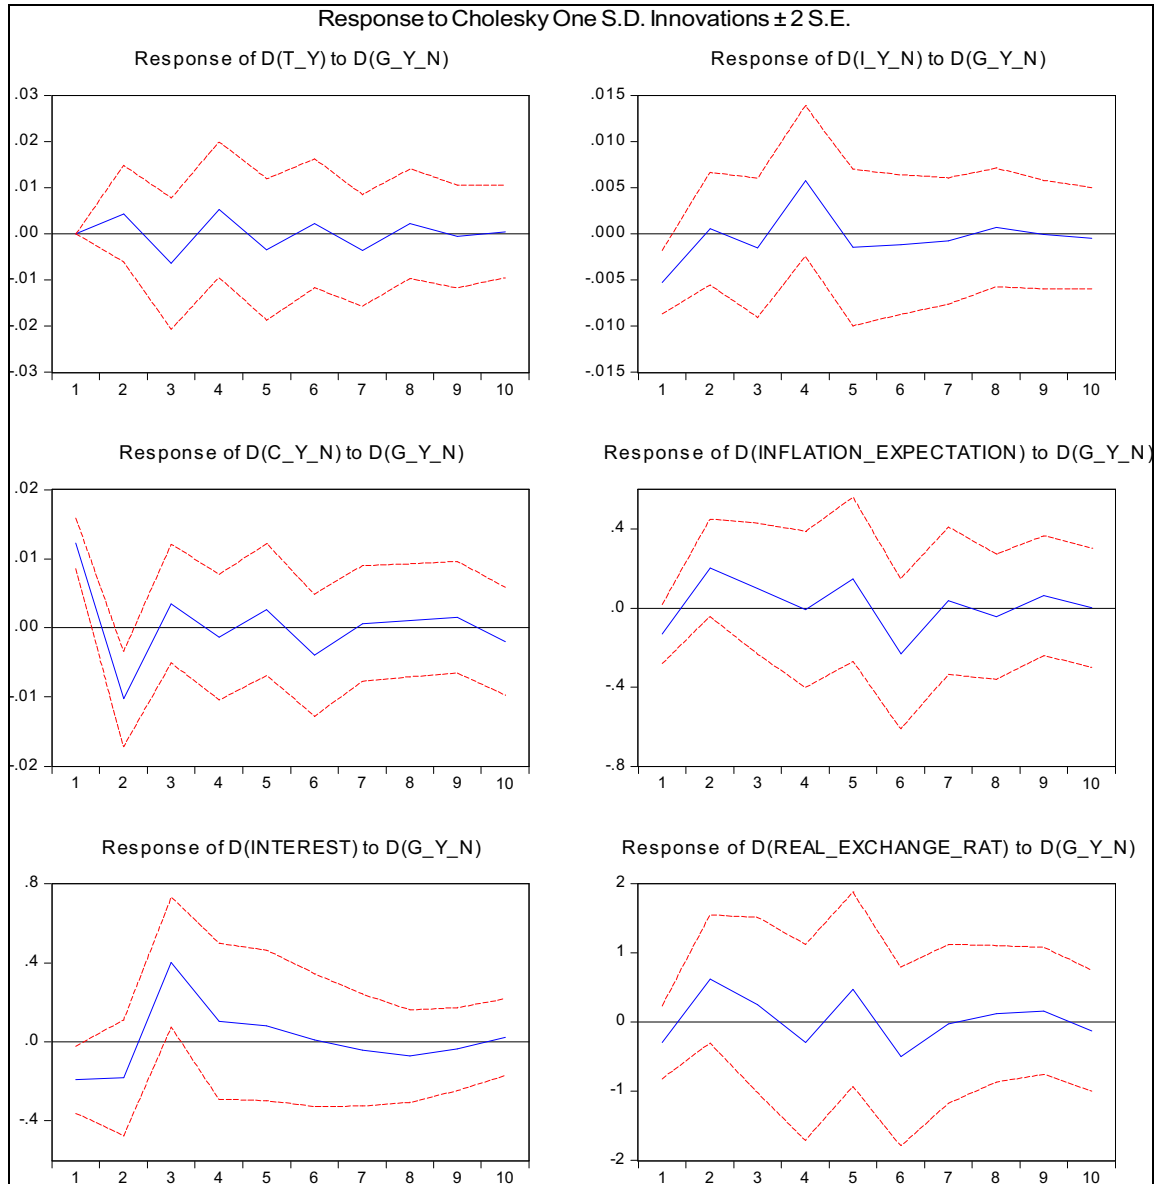 Response to Cholesky One S.D. Innovations ± 2 S.E.
Response of D(T_Y) to D(G_Y_N)
.03
.02
.01
.00
-.01
-.02
-.03
1 2 3 4 5 6 7 8 9 10
Response of D(I_Y_N) to D(G_Y_N)
.015
.010
.005
.000
-.005
-.010
-.015
1 2 3 4 5 6 7 8 9 10
Response of D(C_Y_N) to D(G_Y_N)
.02
.01
.00
-.01
-.02
1 2 3 4 5 6 7 8 9 10
Response of D(INFLATION_EXPECTATION) to D(G_Y_N)
.4
.0
-.4
-.8
1 2 3 4 5 6 7 8 9 10
Response of D(INTEREST) to D(G_Y_N)
.8
.4
.0
-.4
1 2 3 4 5 6 7 8 9 10
Response of D(REAL_EXCHANGE_RAT) to D(G_Y_N)
2
1
0
-1
-2
1 2 3 4 5 6 7 8 9 10